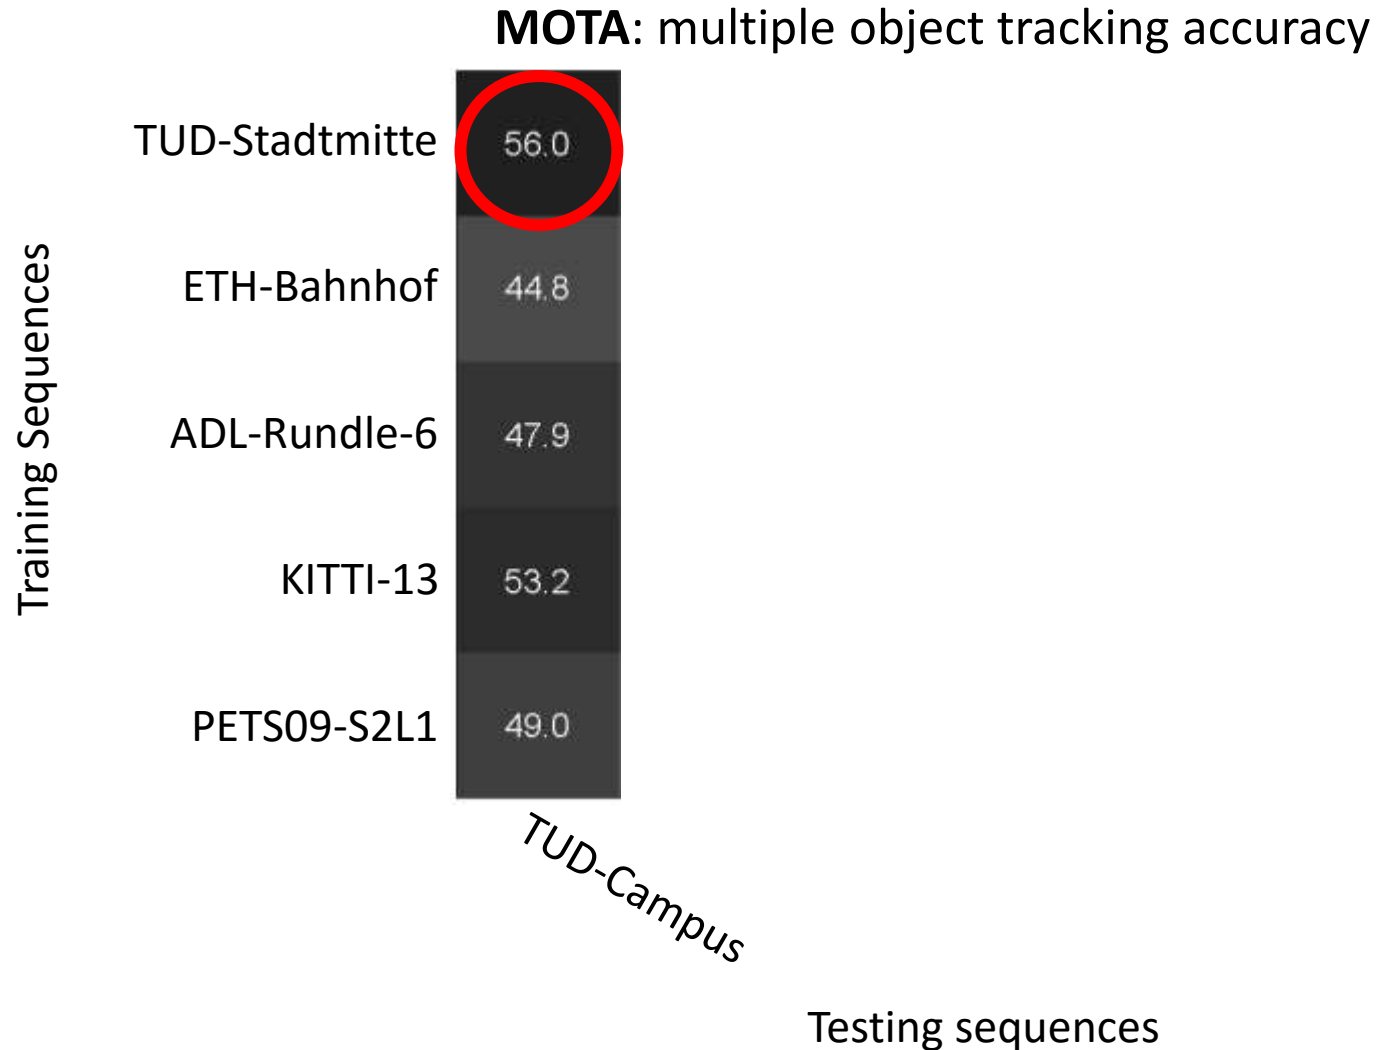 MOTA: multiple object tracking accuracy
Training Sequences
TUD-Stadtmitte 56.0
ETH-Bahnhof 44.8
ADL-Rundle-6 47.9
KITTI-13 53.2
PETS09-S2L1 49.0
TUD-Campus
Testing sequences